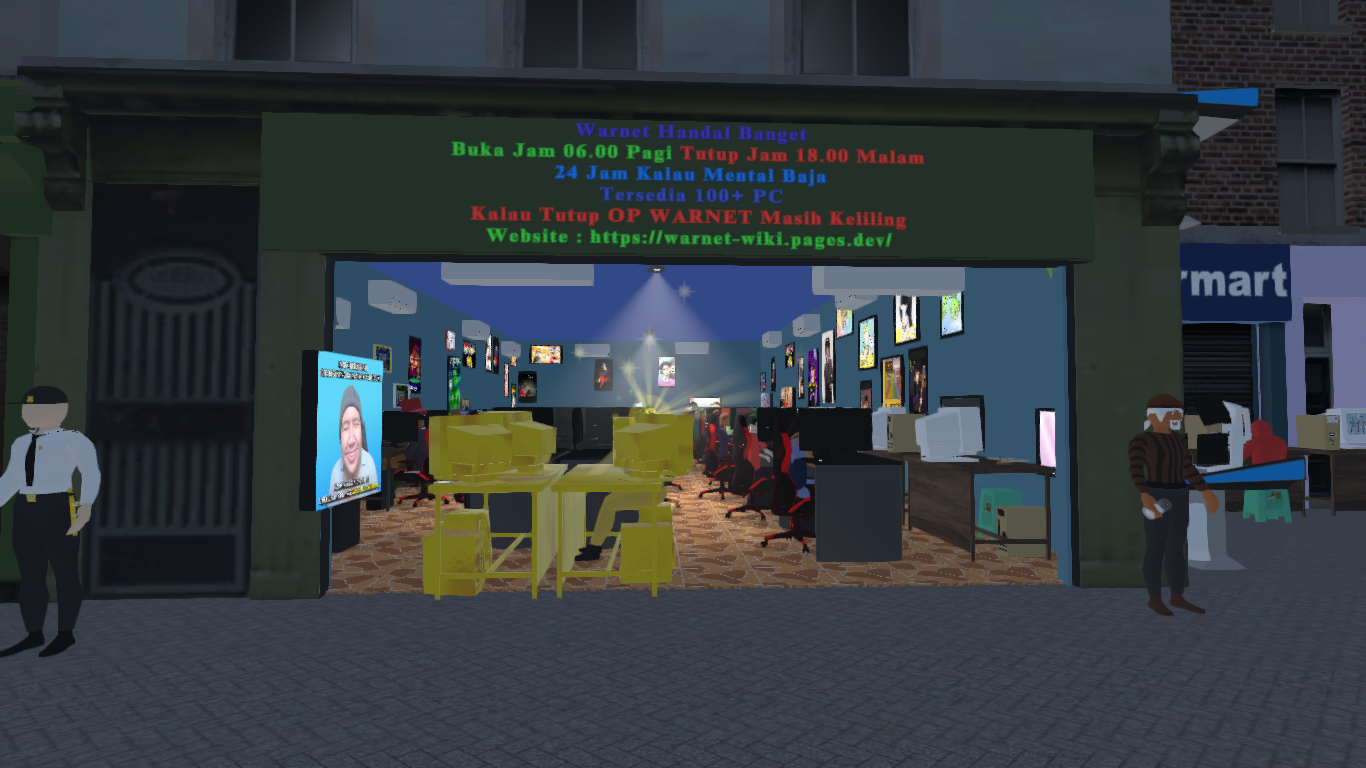 Warnet Handal Banget
Buka Jam 06.00 Pagi Tutup Jam 18.00 Malam
24 Jam Kalau Mental Baja
Tersedia 100+ PC
Kalau Tutup OP WARNET Masih Keliling
Website : https://warnet-wiki.pages.dev/
rmart